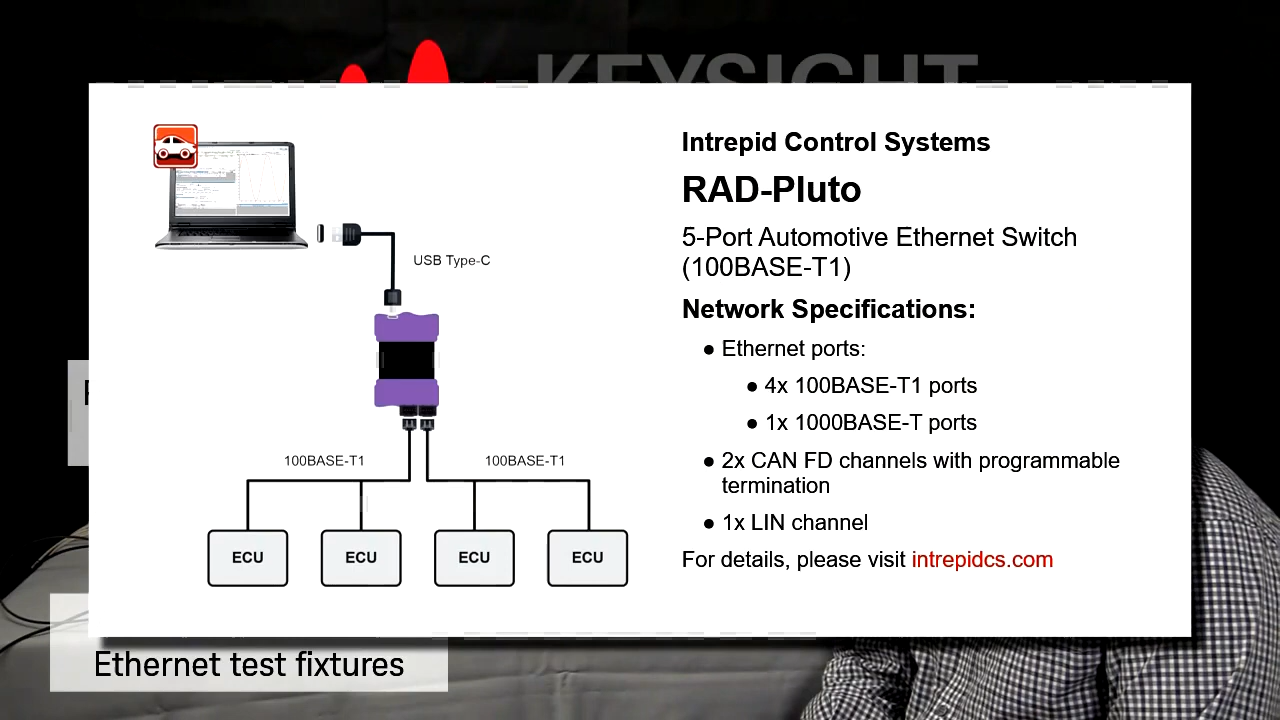 KEYSIGHT
Intrepid Control Systems
RAD-Pluto
5-Port Automotive Ethernet Switch
(100BASE-T1)
Network Specifications:
● Ethernet ports:
● 4x 100BASE-T1 ports
● 1x 1000BASE-T ports
● 2x CAN FD channels with programmable
termination
● 1x LIN channel
For details, please visit intrepidcs.com
USB Type-C
100BASE-T1
100BASE-T1
ECU
ECU
ECU
ECU
Ethernet test fixtures